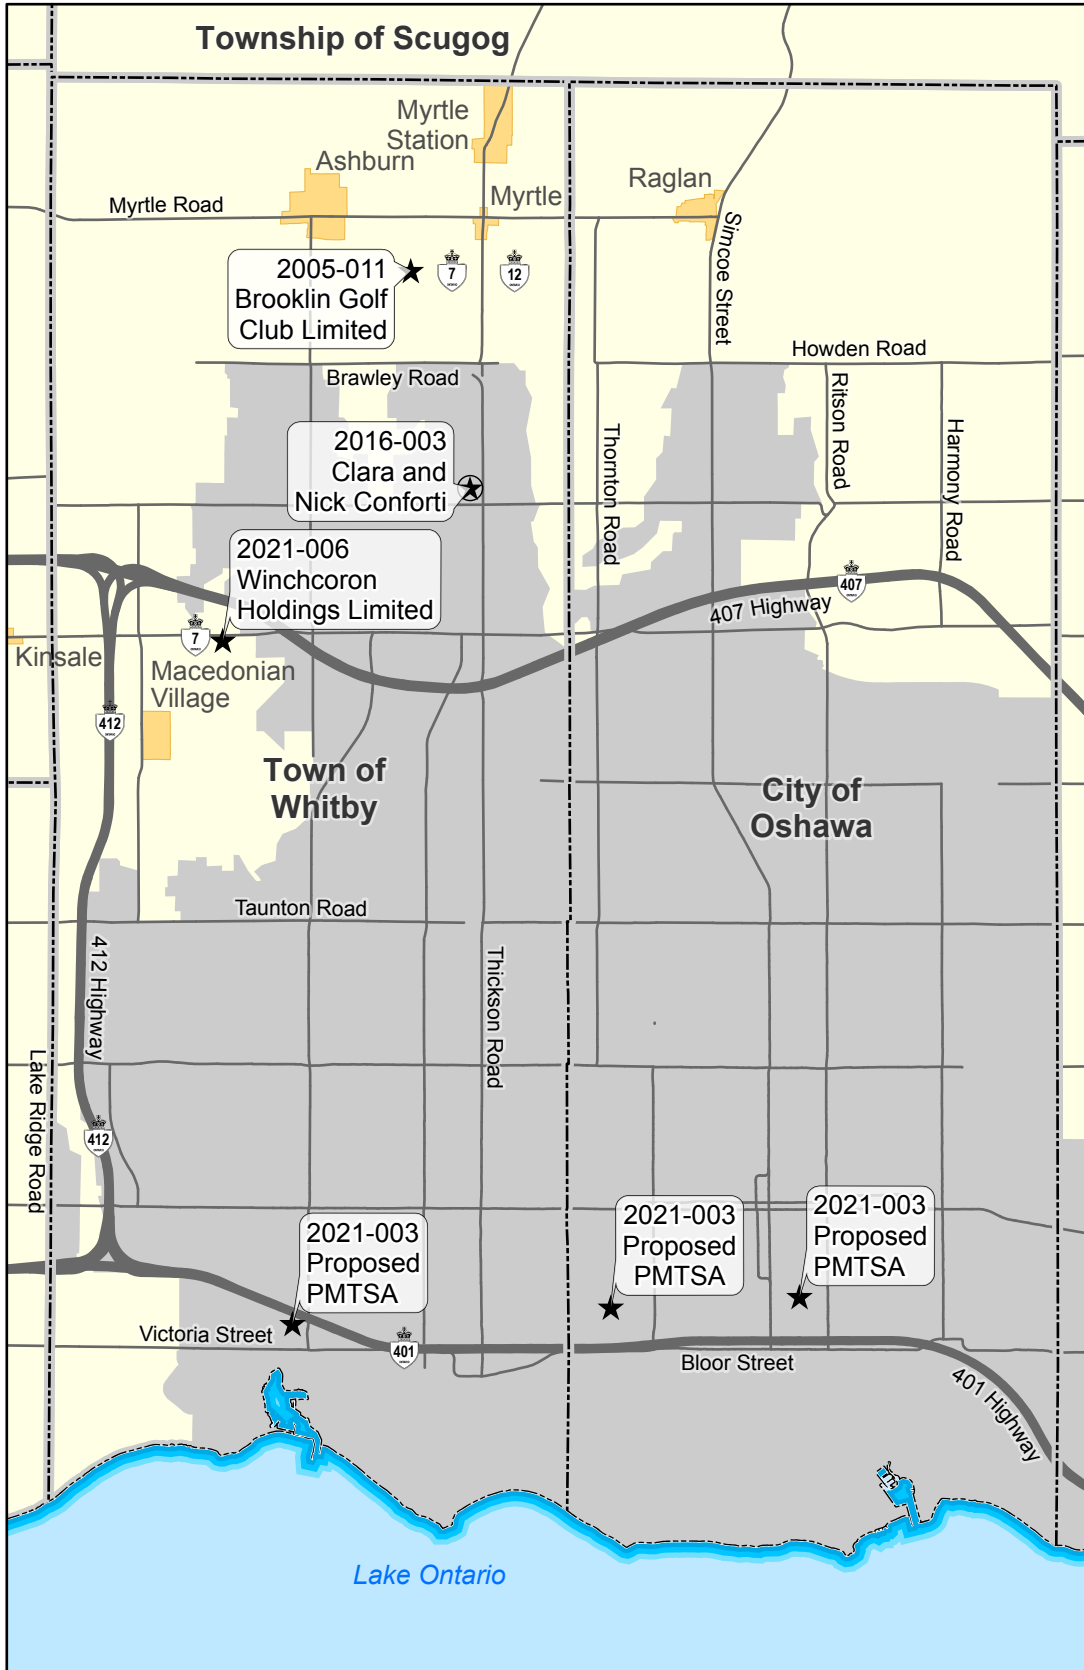 Township of Scugog
Myrtle
Station
Ashburn
Myrtle
Raglan
Myrtle Road
Simcoe Street
2005-011
Brooklin Golf
Club Limited
7
12
Howden Road
Brawley Road
Ritson Road
Harmony Road
Thornton Road
2016-003
Clara and
Nick Conforti
2021-006
Winchcoron
Holdings Limited
407
407 Highway
7
Kinsale
Macedonian
Village
412
Town of
Whitby
City of
Oshawa
Taunton Road
412 Highway
Thickson Road
Lake Ridge Road
412
2021-003
Proposed
PMTSA
2021-003
Proposed
PMTSA
2021-003
Proposed
PMTSA
Victoria Street
401
Bloor Street
401 Highway
Lake Ontario